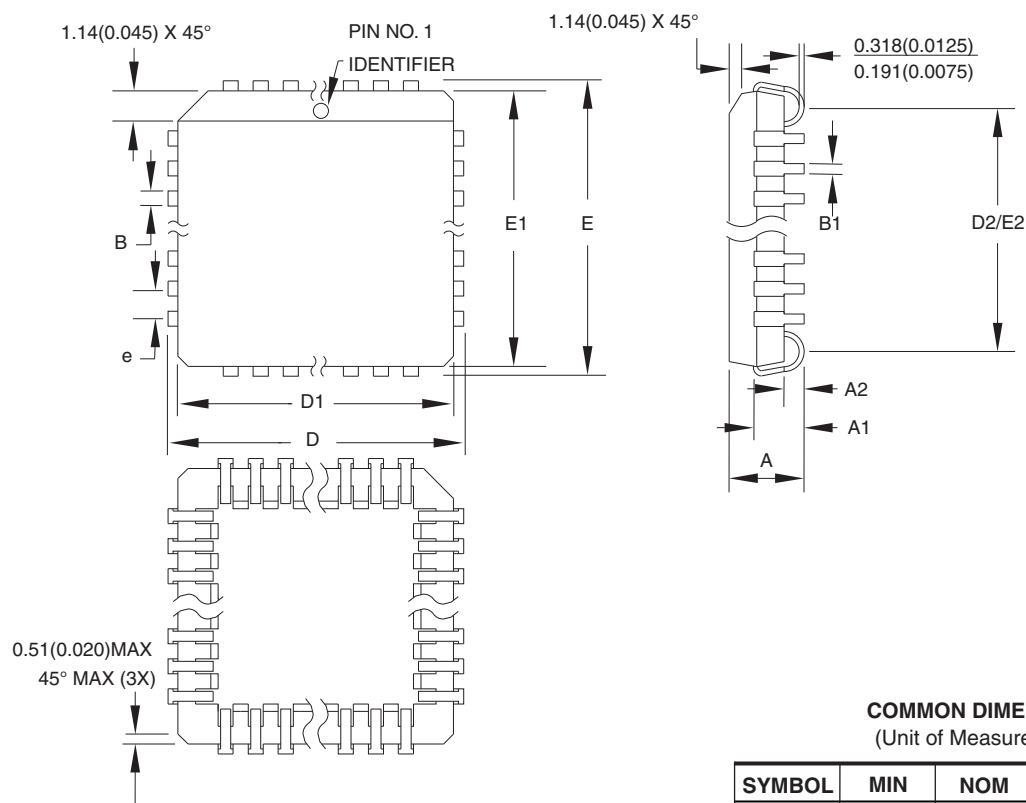 1.14(0.045) X 45°
PIN NO. 1
IDENTIFIER
1.14(0.045) X 45°
0.318(0.0125)
0.191(0.0075)
B
e
E1
E
B1
D2/E2
D1
D
A2
A1
A
0.51(0.020)MAX
45° MAX (3X)
COMMON DIME
(Unit of Measure
SYMBOL MIN NOM